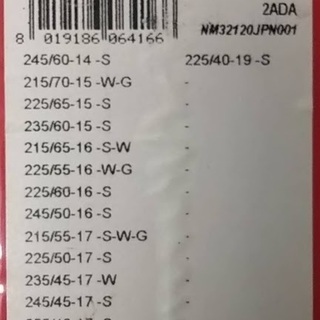 2ADA
8 019186 064166 NM32120JPN001
245/60-14 -S 225/40-19 -S
215/70-15 -W-G -
225/65-15 -S -
235/60-15 -S -
215/65-16 -S-W -
225/55-16 -W-G -
225/60-16 -S -
245/50-16 -S -
215/55-17 -S-W-G -
225/50-17 -S -
235/45-17 -W -
245/45-17 -S -